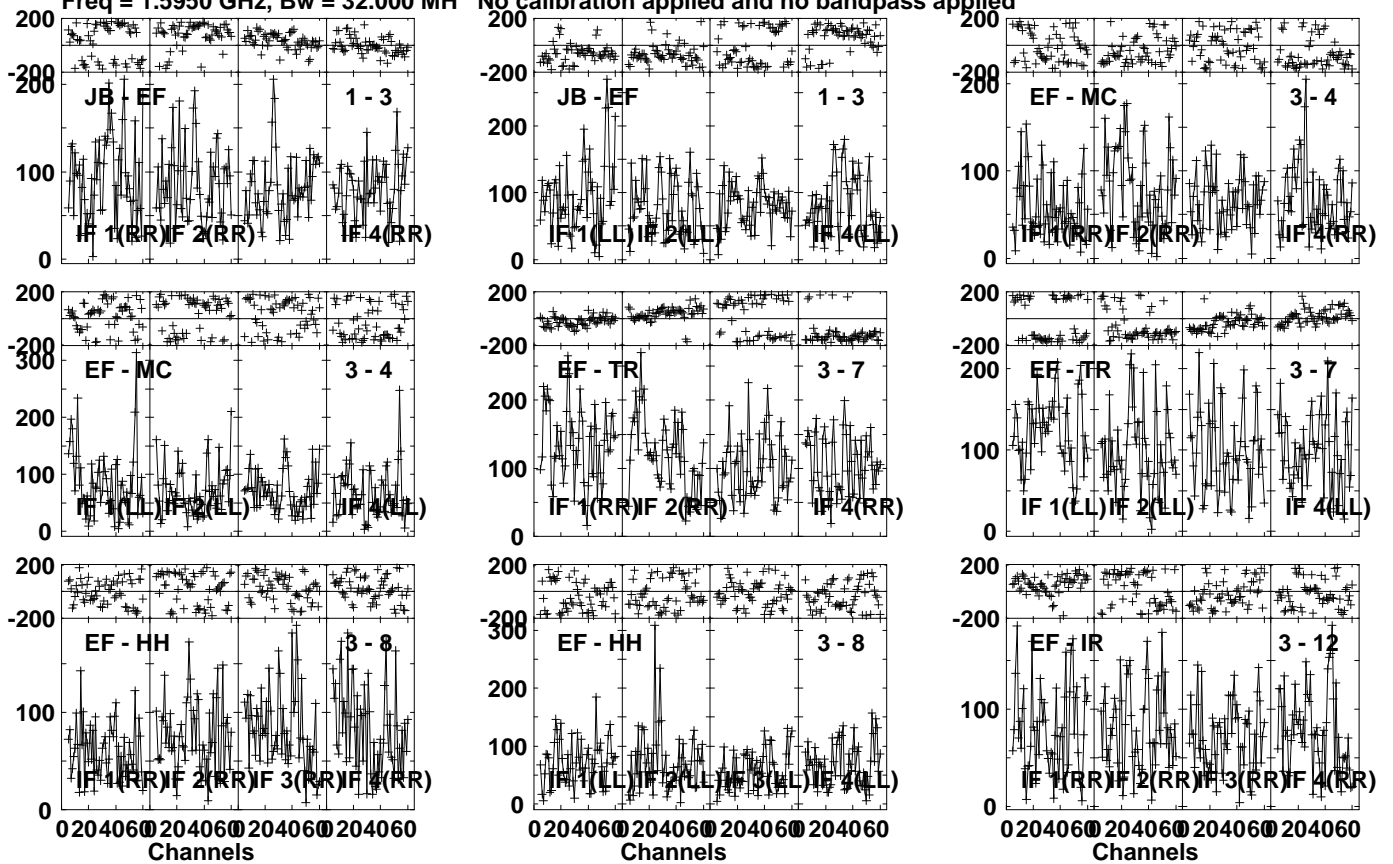 Freq = 1.5950 GHz, Bw = 32.000 MH No calibration applied and no bandpass applied
200
-200
200
100
0
JB - EF 1 - 3
IF 1(RR) IF 2(RR) IF 4(RR)
200
-200
200
100
0
JB - EF 1 - 3
IF 1(LL) IF 2(LL) IF 4(LL)
200
-200
200
100
0
EF - MC 3 - 4
IF 1(RR) IF 2(RR) IF 4(RR)
200
-200
300
200
100
0
EF - MC 3 - 4
IF 1(LL) IF 2(LL) IF 4(LL)
200
-200
200
100
0
EF - TR 3 - 7
IF 1(RR) IF 2(RR) IF 4(RR)
200
-200
200
100
0
EF - TR 3 - 7
IF 1(LL) IF 2(LL) IF 4(LL)
200
-200
100
0
EF - HH 3 - 8
IF 1(RR) IF 2(RR) IF 3(RR) IF 4(RR)
0 20 40 60 0 20 40 60 0 20 40 60 0 20 40 60
Channels
200
-200
300
200
100
0
EF - HH 3 - 8
IF 1(LL) IF 2(LL) IF 3(LL) IF 4(LL)
0 20 40 60 0 20 40 60 0 20 40 60 0 20 40 60
Channels
200
-200
100
0
EF - IR 3 - 12
IF 1(RR) IF 2(RR) IF 3(RR) IF 4(RR)
0 20 40 60 0 20 40 60 0 20 40 60 0 20 40 60
Channels